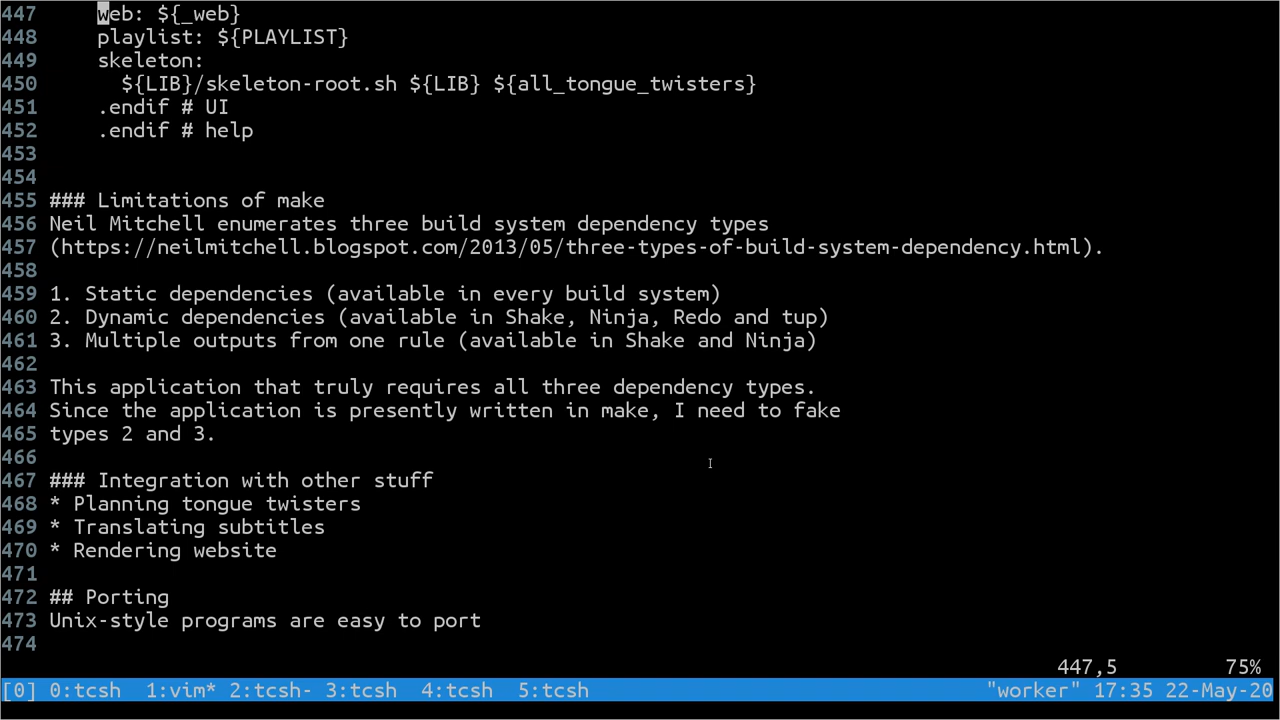 447     web: ${_web}
448     playlist: ${PLAYLIST}
449     skeleton:
450       ${LIB}/skeleton-root.sh ${LIB} ${all_tongue_twisters}
451     .endif # UI
452     .endif # help
453
454
455 ### Limitations of make
456 Neil Mitchell enumerates three build system dependency types
457 (https://neilmitchell.blogspot.com/2013/05/three-types-of-build-system-dependency.html).
458
459 1. Static dependencies (available in every build system)
460 2. Dynamic dependencies (available in Shake, Ninja, Redo and tup)
461 3. Multiple outputs from one rule (available in Shake and Ninja)
462
463 This application that truly requires all three dependency types.
464 Since the application is presently written in make, I need to fake
465 types 2 and 3.
466
467 ### Integration with other stuff
468 * Planning tongue twisters
469 * Translating subtitles
470 * Rendering website
471
472 ## Porting
473 Unix-style programs are easy to port
474
447,5 75%
[0] 0:tcsh  1:vim* 2:tcsh- 3:tcsh  4:tcsh  5:tcsh "worker" 17:35 22-May-20